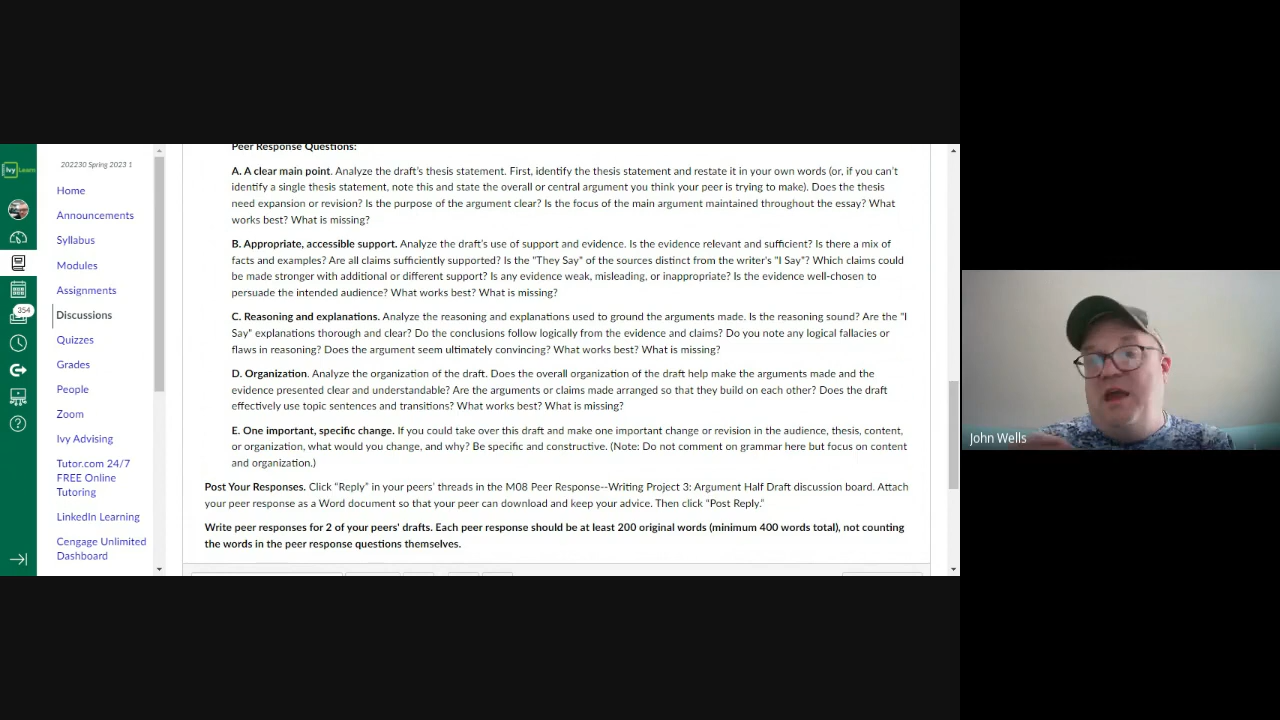 202230 Spring 2023 1
Home
Announcements
Syllabus
Modules
Assignments
Discussions
Quizzes
Grades
People
Zoom
Ivy Advising
Tutor.com 24/7
FREE Online
Tutoring
LinkedIn Learning
Cengage Unlimited
Dashboard
354
Peer Response Questions:
A. A clear main point. Analyze the draft's thesis statement. First, identify the thesis statement and restate it in your own words (or, if you can't
identify a single thesis statement, note this and state the overall or central argument you think your peer is trying to make). Does the thesis
need expansion or revision? Is the purpose of the argument clear? Is the focus of the main argument maintained throughout the essay? What
works best? What is missing?
B. Appropriate, accessible support. Analyze the draft's use of support and evidence. Is the evidence relevant and sufficient? Is there a mix of
facts and examples? Are all claims sufficiently supported? Is the "They Say" of the sources distinct from the writer's "I Say"? Which claims could
be made stronger with additional or different support? Is any evidence weak, misleading, or inappropriate? Is the evidence well-chosen to
persuade the intended audience? What works best? What is missing?
C. Reasoning and explanations. Analyze the reasoning and explanations used to ground the arguments made. Is the reasoning sound? Are the "I
Say" explanations thorough and clear? Do the conclusions follow logically from the evidence and claims? Do you note any logical fallacies or
flaws in reasoning? Does the argument seem ultimately convincing? What works best? What is missing?
D. Organization. Analyze the organization of the draft. Does the overall organization of the draft help make the arguments made and the
evidence presented clear and understandable? Are the arguments or claims made arranged so that they build on each other? Does the draft
effectively use topic sentences and transitions? What works best? What is missing?
E. One important, specific change. If you could take over this draft and make one important change or revision in the audience, thesis, content,
or organization, what would you change, and why? Be specific and constructive. (Note: Do not comment on grammar here but focus on content
and organization.)
Post Your Responses. Click "Reply" in your peers' threads in the M08 Peer Response--Writing Project 3: Argument Half Draft discussion board. Attach
your peer response as a Word document so that your peer can download and keep your advice. Then click "Post Reply."
Write peer responses for 2 of your peers' drafts. Each peer response should be at least 200 original words (minimum 400 words total), not counting
the words in the peer response questions themselves.
John Wells